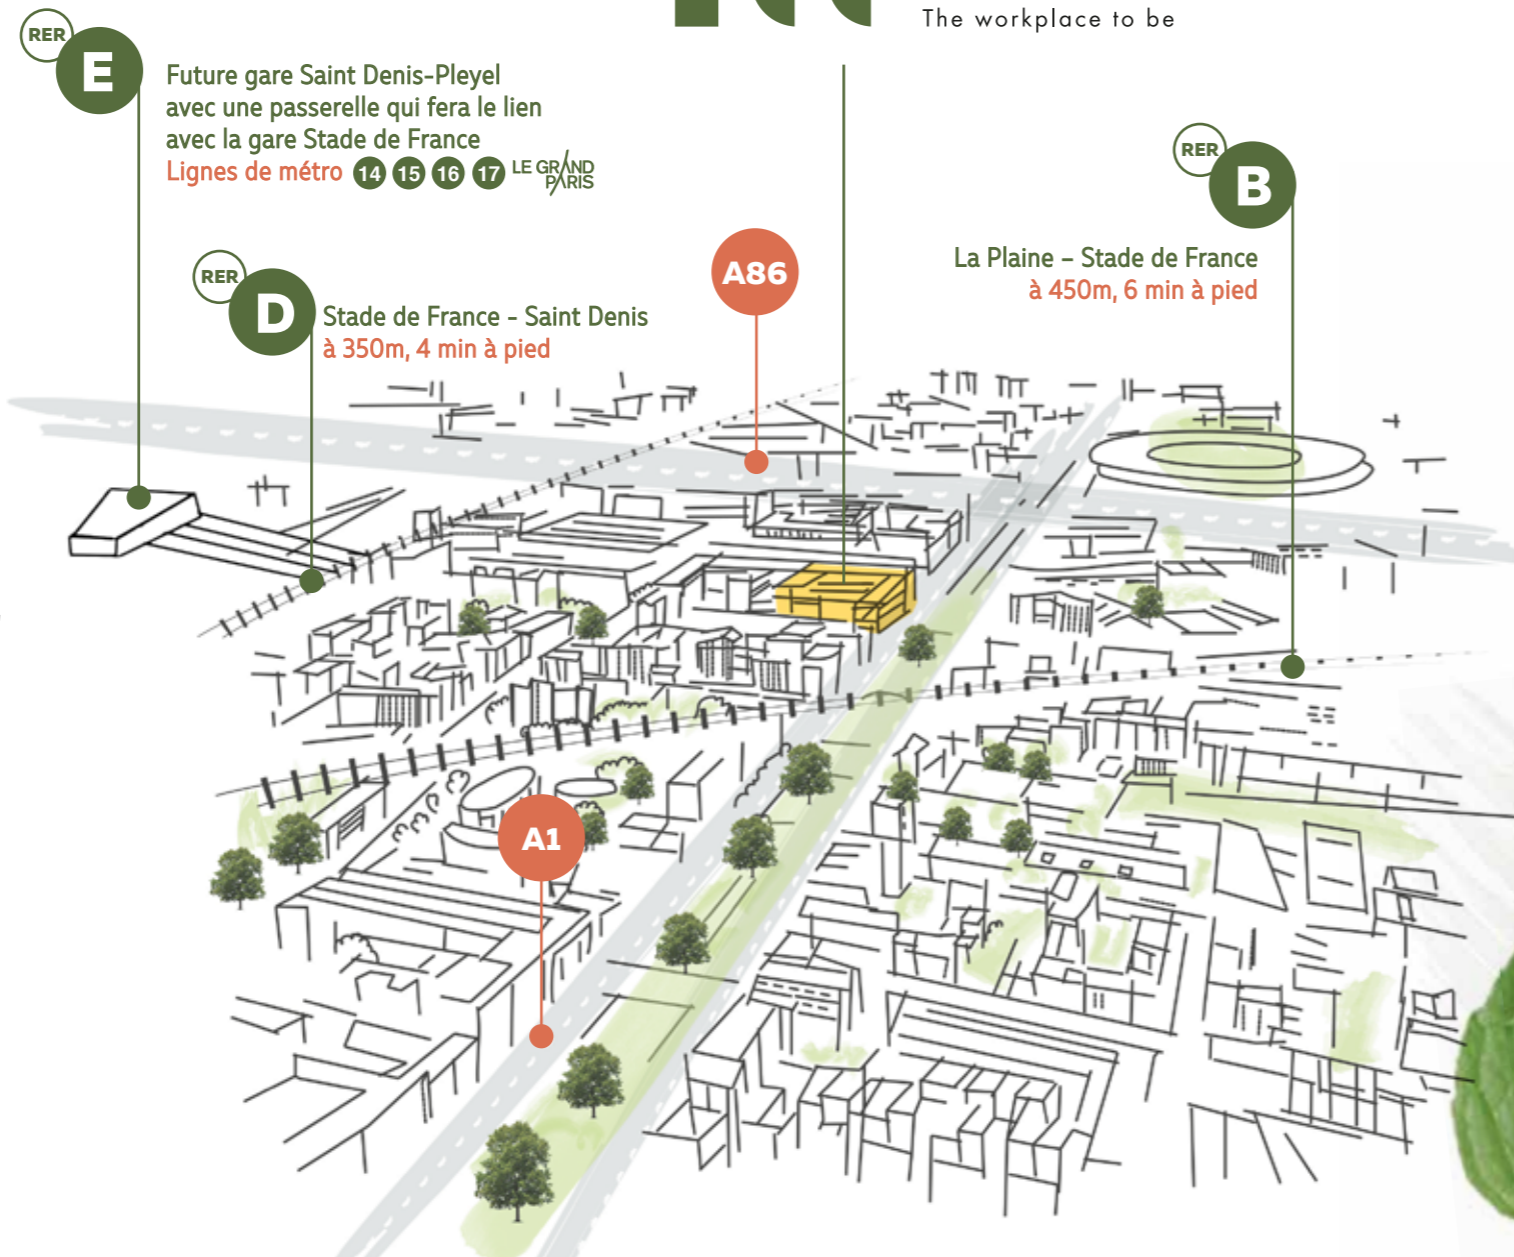 The workplace to be
RER
E
Future gare Saint Denis-Pleyel
avec une passerelle qui fera le lien
avec la gare Stade de France
Lignes de métro 14 15 16 17 LE GRAND
PARIS
RER
B
La Plaine – Stade de France
à 450m, 6 min à pied
A86
RER
D
Stade de France - Saint Denis
à 350m, 4 min à pied
A1